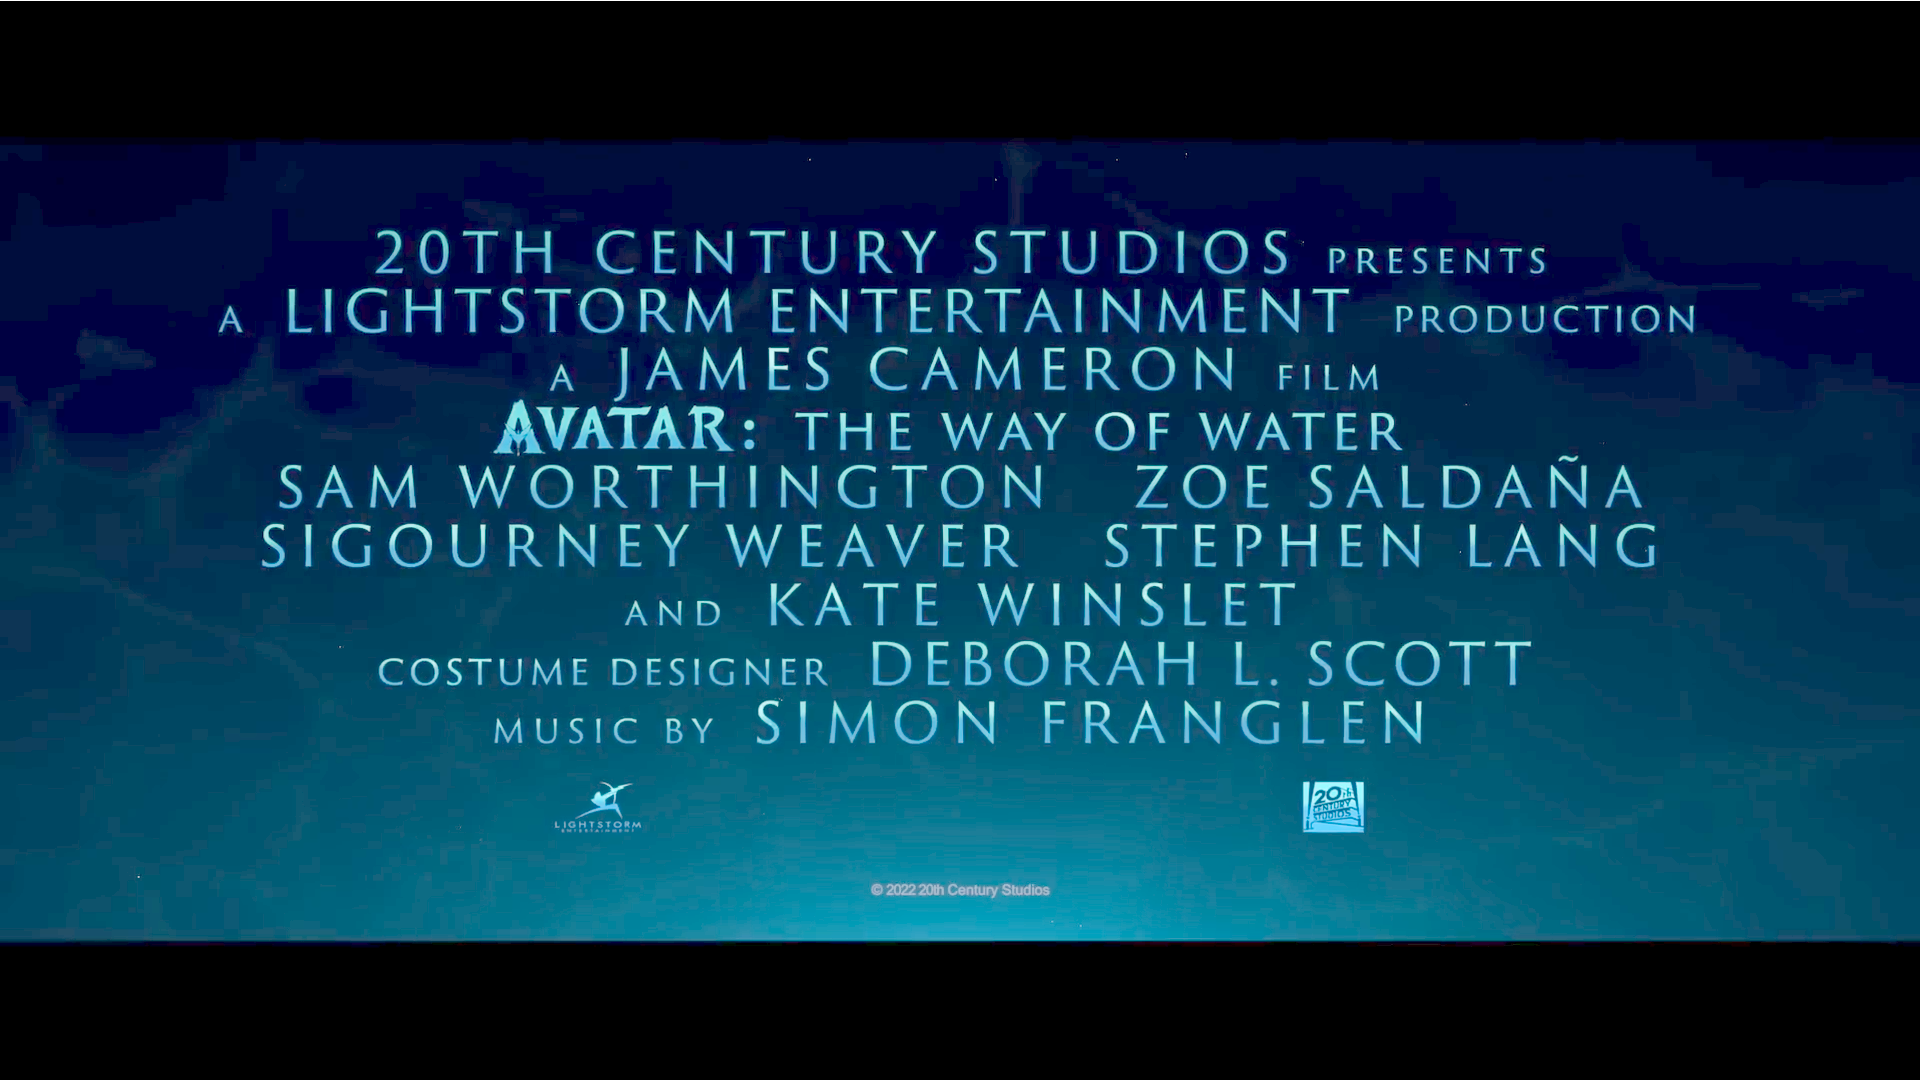 20TH CENTURY STUDIOS PRESENTS
A LIGHTSTORM ENTERTAINMENT PRODUCTION
A JAMES CAMERON FILM
AVATAR: THE WAY OF WATER
SAM WORTHINGTON ZOE SALDAÑA
SIGOURNEY WEAVER STEPHEN LANG
AND KATE WINSLET
COSTUME DESIGNER DEBORAH L. SCOTT
MUSIC BY SIMON FRANGLEN
LIGHTSTORM
ENTERTAINMENT
20th
CENTURY
STUDIOS
© 2022 20th Century Studios